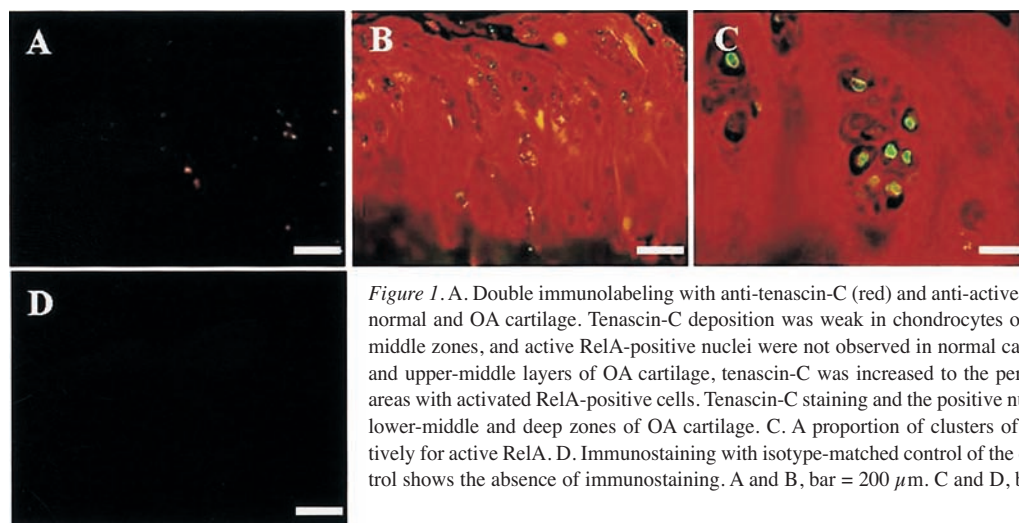 A
B
C
D
Figure 1. A. Double immunolabeling with anti-tenascin-C (red) and anti-active
normal and OA cartilage. Tenascin-C deposition was weak in chondrocytes o
middle zones, and active RelA-positive nuclei were not observed in normal ca
and upper-middle layers of OA cartilage, tenascin-C was increased to the per
areas with activated RelA-positive cells. Tenascin-C staining and the positive nu
lower-middle and deep zones of OA cartilage. C. A proportion of clusters of
tively for active RelA. D. Immunostaining with isotype-matched control of the
trol shows the absence of immunostaining. A and B, bar = 200 µm. C and D, b